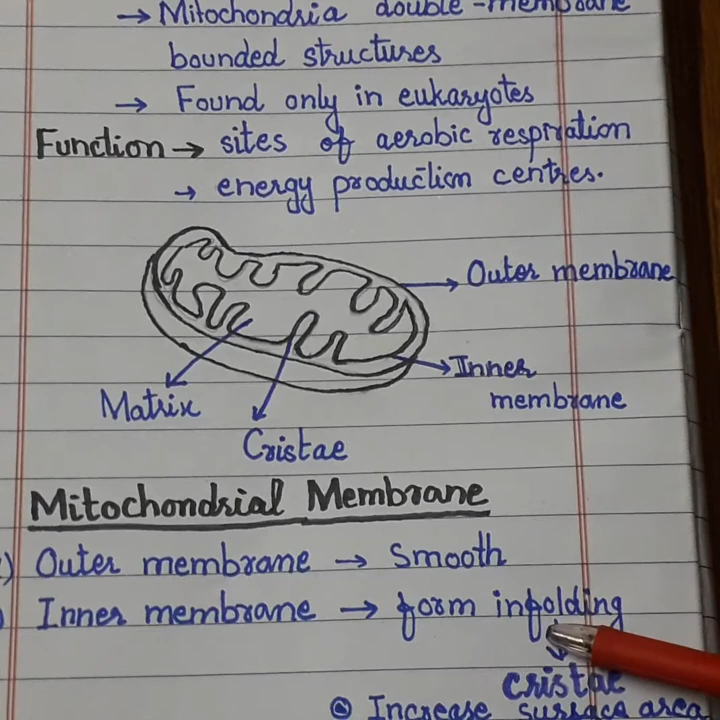 → Mitochondria double-membrane
bounded structures
→ Found only in eukaryotes
Function → sites of aerobic respiration
→ energy production centres.
Outer membrane
Inner
membrane
Matrix
Cristae
Mitochondrial Membrane
) Outer membrane → Smooth
) Inner membrane → form infolding
cristae
Increase surface area